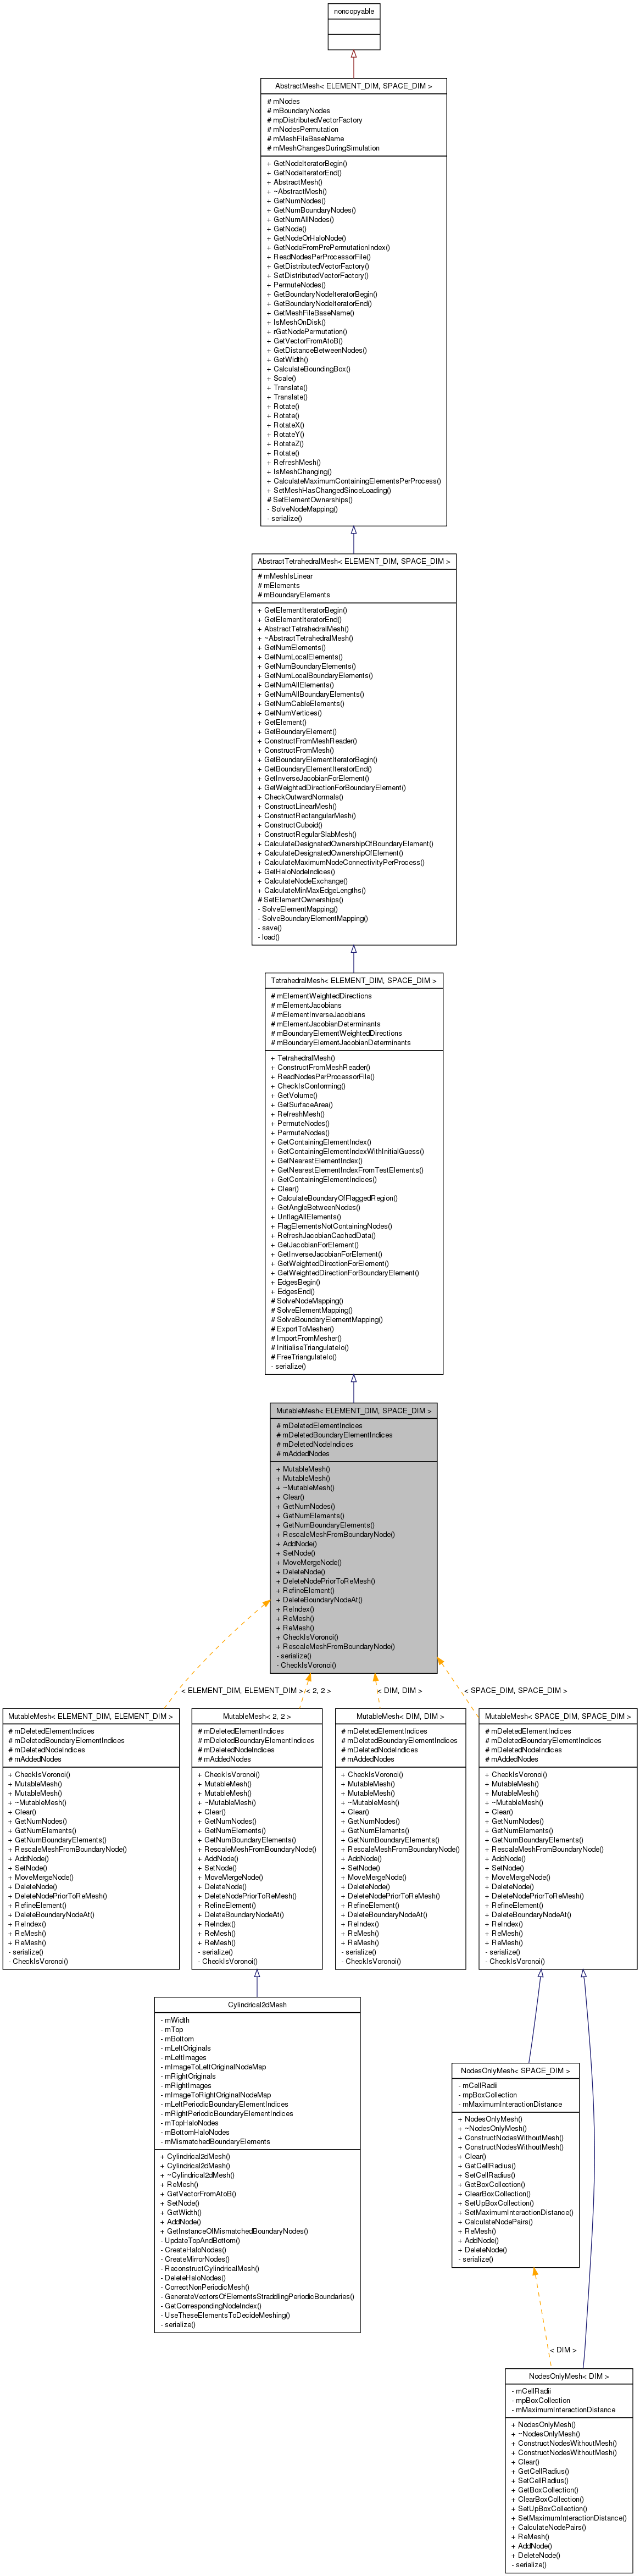 noncopyable
AbstractMesh< ELEMENT_DIM, SPACE_DIM >
# mNodes
# mBoundaryNodes
# mpDistributedVectorFactory
# mNodesPermutation
# mMeshFileBaseName
# mMeshChangesDuringSimulation
+ GetNodeIteratorBegin()
+ GetNodeIteratorEnd()
+ AbstractMesh()
+ ~AbstractMesh()
+ GetNumNodes()
+ GetNumBoundaryNodes()
+ GetNumAllNodes()
+ GetNode()
+ GetNodeOrHaloNode()
+ GetNodeFromPrePermutationIndex()
+ ReadNodesPerProcessorFile()
+ GetDistributedVectorFactory()
+ SetDistributedVectorFactory()
+ PermuteNodes()
+ GetBoundaryNodeIteratorBegin()
+ GetBoundaryNodeIteratorEnd()
+ GetMeshFileBaseName()
+ IsMeshOnDisk()
+ rGetNodePermutation()
+ GetVectorFromAtoB()
+ GetDistanceBetweenNodes()
+ GetWidth()
+ CalculateBoundingBox()
+ Scale()
+ Translate()
+ Translate()
+ Rotate()
+ Rotate()
+ RotateX()
+ RotateY()
+ RotateZ()
+ Rotate()
+ RefreshMesh()
+ IsMeshChanging()
+ CalculateMaximumContainingElementsPerProcess()
+ SetMeshHasChangedSinceLoading()
# SetElementOwnerships()
- SolveNodeMapping()
- serialize()
AbstractTetrahedralMesh< ELEMENT_DIM, SPACE_DIM >
# mMeshIsLinear
# mElements
# mBoundaryElements
+ GetElementIteratorBegin()
+ GetElementIteratorEnd()
+ AbstractTetrahedralMesh()
+ ~AbstractTetrahedralMesh()
+ GetNumElements()
+ GetNumLocalElements()
+ GetNumBoundaryElements()
+ GetNumLocalBoundaryElements()
+ GetNumAllElements()
+ GetNumAllBoundaryElements()
+ GetNumCableElements()
+ GetNumVertices()
+ GetElement()
+ GetBoundaryElement()
+ ConstructFromMeshReader()
+ ConstructFromMesh()
+ GetBoundaryElementIteratorBegin()
+ GetBoundaryElementIteratorEnd()
+ GetInverseJacobianForElement()
+ GetWeightedDirectionForBoundaryElement()
+ CheckOutwardNormals()
+ ConstructLinearMesh()
+ ConstructRectangularMesh()
+ ConstructCuboid()
+ ConstructRegularSlabMesh()
+ CalculateDesignatedOwnershipOfBoundaryElement()
+ CalculateDesignatedOwnershipOfElement()
+ CalculateMaximumNodeConnectivityPerProcess()
+ GetHaloNodeIndices()
+ CalculateNodeExchange()
+ CalculateMinMaxEdgeLengths()
# SetElementOwnerships()
- SolveElementMapping()
- SolveBoundaryElementMapping()
- save()
- load()
TetrahedralMesh< ELEMENT_DIM, SPACE_DIM >
# mElementWeightedDirections
# mElementJacobians
# mElementInverseJacobians
# mElementJacobianDeterminants
# mBoundaryElementWeightedDirections
# mBoundaryElementJacobianDeterminants
+ TetrahedralMesh()
+ ConstructFromMeshReader()
+ ReadNodesPerProcessorFile()
+ CheckIsConforming()
+ GetVolume()
+ GetSurfaceArea()
+ RefreshMesh()
+ PermuteNodes()
+ PermuteNodes()
+ GetContainingElementIndex()
+ GetContainingElementIndexWithInitialGuess()
+ GetNearestElementIndex()
+ GetNearestElementIndexFromTestElements()
+ GetContainingElementIndices()
+ Clear()
+ CalculateBoundaryOfFlaggedRegion()
+ GetAngleBetweenNodes()
+ UnflagAllElements()
+ FlagElementsNotContainingNodes()
+ RefreshJacobianCachedData()
+ GetJacobianForElement()
+ GetInverseJacobianForElement()
+ GetWeightedDirectionForElement()
+ GetWeightedDirectionForBoundaryElement()
+ EdgesBegin()
+ EdgesEnd()
# SolveNodeMapping()
# SolveElementMapping()
# SolveBoundaryElementMapping()
# ExportToMesher()
# ImportFromMesher()
# InitialiseTriangulateIo()
# FreeTriangulateIo()
- serialize()
MutableMesh< ELEMENT_DIM, SPACE_DIM >
# mDeletedElementIndices
# mDeletedBoundaryElementIndices
# mDeletedNodeIndices
# mAddedNodes
+ MutableMesh()
+ MutableMesh()
+ ~MutableMesh()
+ Clear()
+ GetNumNodes()
+ GetNumElements()
+ GetNumBoundaryElements()
+ RescaleMeshFromBoundaryNode()
+ AddNode()
+ SetNode()
+ MoveMergeNode()
+ DeleteNode()
+ DeleteNodePriorToReMesh()
+ RefineElement()
+ DeleteBoundaryNodeAt()
+ ReIndex()
+ ReMesh()
+ ReMesh()
+ CheckIsVoronoi()
+ RescaleMeshFromBoundaryNode()
- serialize()
- CheckIsVoronoi()
< ELEMENT_DIM, ELEMENT_DIM >
< 2, 2 >
< DIM, DIM >
< SPACE_DIM, SPACE_DIM >
MutableMesh< ELEMENT_DIM, ELEMENT_DIM >
# mDeletedElementIndices
# mDeletedBoundaryElementIndices
# mDeletedNodeIndices
# mAddedNodes
+ CheckIsVoronoi()
+ MutableMesh()
+ MutableMesh()
+ ~MutableMesh()
+ Clear()
+ GetNumNodes()
+ GetNumElements()
+ GetNumBoundaryElements()
+ RescaleMeshFromBoundaryNode()
+ AddNode()
+ SetNode()
+ MoveMergeNode()
+ DeleteNode()
+ DeleteNodePriorToReMesh()
+ RefineElement()
+ DeleteBoundaryNodeAt()
+ ReIndex()
+ ReMesh()
+ ReMesh()
- serialize()
- CheckIsVoronoi()
MutableMesh< 2, 2 >
# mDeletedElementIndices
# mDeletedBoundaryElementIndices
# mDeletedNodeIndices
# mAddedNodes
+ CheckIsVoronoi()
+ MutableMesh()
+ MutableMesh()
+ ~MutableMesh()
+ Clear()
+ GetNumNodes()
+ GetNumElements()
+ GetNumBoundaryElements()
+ RescaleMeshFromBoundaryNode()
+ AddNode()
+ SetNode()
+ MoveMergeNode()
+ DeleteNode()
+ DeleteNodePriorToReMesh()
+ RefineElement()
+ DeleteBoundaryNodeAt()
+ ReIndex()
+ ReMesh()
+ ReMesh()
- serialize()
- CheckIsVoronoi()
MutableMesh< DIM, DIM >
# mDeletedElementIndices
# mDeletedBoundaryElementIndices
# mDeletedNodeIndices
# mAddedNodes
+ CheckIsVoronoi()
+ MutableMesh()
+ MutableMesh()
+ ~MutableMesh()
+ Clear()
+ GetNumNodes()
+ GetNumElements()
+ GetNumBoundaryElements()
+ RescaleMeshFromBoundaryNode()
+ AddNode()
+ SetNode()
+ MoveMergeNode()
+ DeleteNode()
+ DeleteNodePriorToReMesh()
+ RefineElement()
+ DeleteBoundaryNodeAt()
+ ReIndex()
+ ReMesh()
+ ReMesh()
- serialize()
- CheckIsVoronoi()
MutableMesh< SPACE_DIM, SPACE_DIM >
# mDeletedElementIndices
# mDeletedBoundaryElementIndices
# mDeletedNodeIndices
# mAddedNodes
+ CheckIsVoronoi()
+ MutableMesh()
+ MutableMesh()
+ ~MutableMesh()
+ Clear()
+ GetNumNodes()
+ GetNumElements()
+ GetNumBoundaryElements()
+ RescaleMeshFromBoundaryNode()
+ AddNode()
+ SetNode()
+ MoveMergeNode()
+ DeleteNode()
+ DeleteNodePriorToReMesh()
+ RefineElement()
+ DeleteBoundaryNodeAt()
+ ReIndex()
+ ReMesh()
+ ReMesh()
- serialize()
- CheckIsVoronoi()
Cylindrical2dMesh
- mWidth
- mTop
- mBottom
- mLeftOriginals
- mLeftImages
- mImageToLeftOriginalNodeMap
- mRightOriginals
- mRightImages
- mImageToRightOriginalNodeMap
- mLeftPeriodicBoundaryElementIndices
- mRightPeriodicBoundaryElementIndices
- mTopHaloNodes
- mBottomHaloNodes
- mMismatchedBoundaryElements
+ Cylindrical2dMesh()
+ Cylindrical2dMesh()
+ ~Cylindrical2dMesh()
+ ReMesh()
+ GetVectorFromAtoB()
+ SetNode()
+ GetWidth()
+ AddNode()
+ GetInstanceOfMismatchedBoundaryNodes()
- UpdateTopAndBottom()
- CreateHaloNodes()
- CreateMirrorNodes()
- ReconstructCylindricalMesh()
- DeleteHaloNodes()
- CorrectNonPeriodicMesh()
- GenerateVectorsOfElementsStraddlingPeriodicBoundaries()
- GetCorrespondingNodeIndex()
- UseTheseElementsToDecideMeshing()
- serialize()
NodesOnlyMesh< SPACE_DIM >
- mCellRadii
- mpBoxCollection
- mMaximumInteractionDistance
+ NodesOnlyMesh()
+ ~NodesOnlyMesh()
+ ConstructNodesWithoutMesh()
+ ConstructNodesWithoutMesh()
+ Clear()
+ GetCellRadius()
+ SetCellRadius()
+ GetBoxCollection()
+ ClearBoxCollection()
+ SetUpBoxCollection()
+ SetMaximumInteractionDistance()
+ CalculateNodePairs()
+ ReMesh()
+ AddNode()
+ DeleteNode()
- serialize()
< DIM >
NodesOnlyMesh< DIM >
- mCellRadii
- mpBoxCollection
- mMaximumInteractionDistance
+ NodesOnlyMesh()
+ ~NodesOnlyMesh()
+ ConstructNodesWithoutMesh()
+ ConstructNodesWithoutMesh()
+ Clear()
+ GetCellRadius()
+ SetCellRadius()
+ GetBoxCollection()
+ ClearBoxCollection()
+ SetUpBoxCollection()
+ SetMaximumInteractionDistance()
+ CalculateNodePairs()
+ ReMesh()
+ AddNode()
+ DeleteNode()
- serialize()